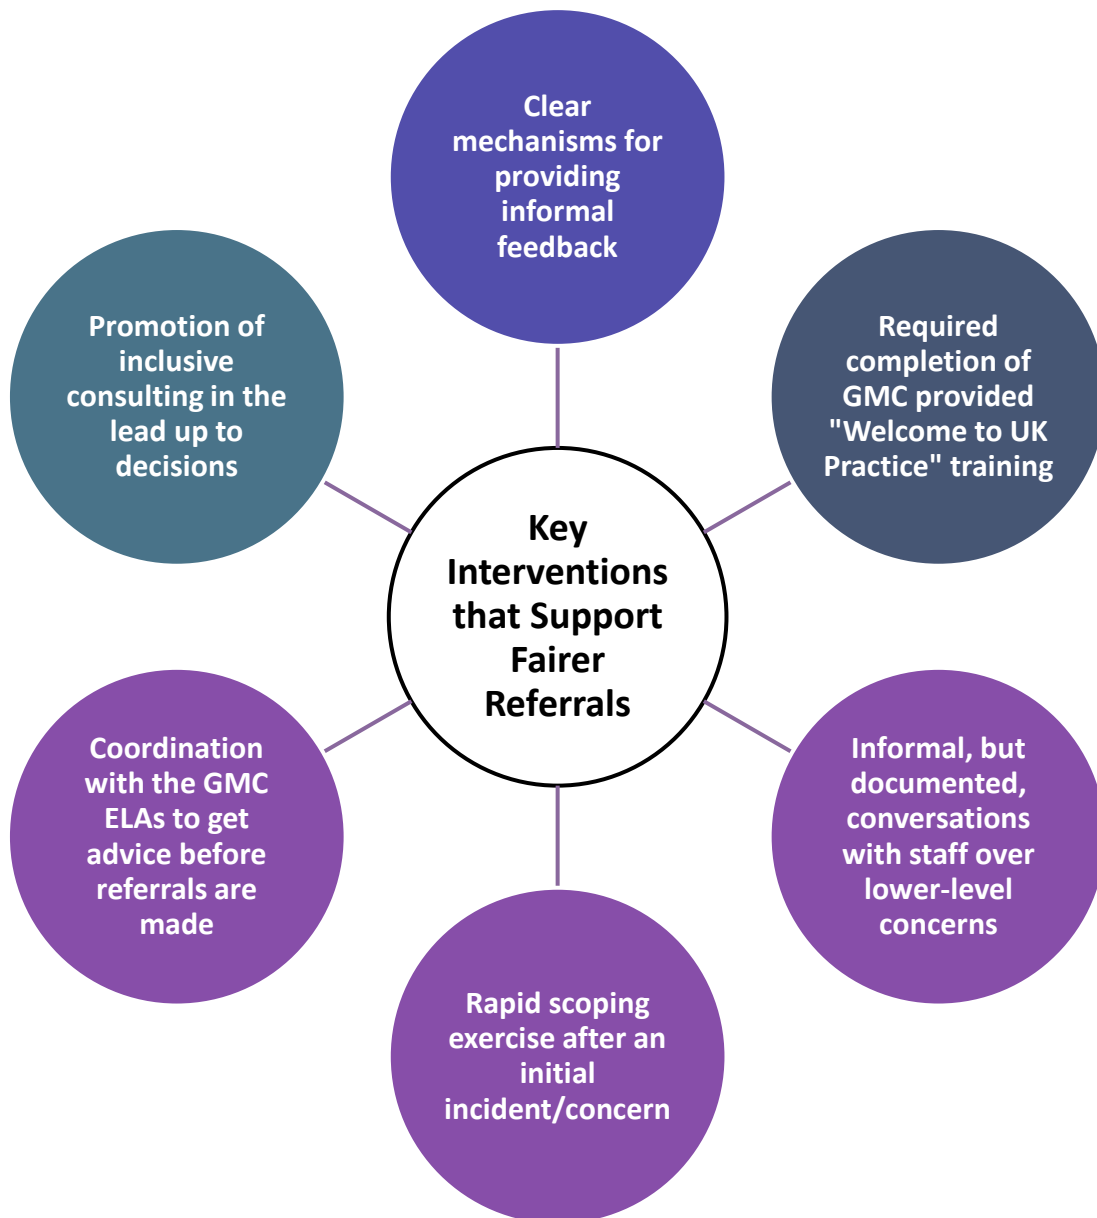 Clear
mechanisms for
providing
informal
feedback
Required
completion of
GMC provided
"Welcome to UK
Practice" training
Informal, but
documented,
conversations
with staff over
lower-level
concerns
Rapid scoping
exercise after an
initial
incident/concern
Coordination
with the GMC
ELAs to get
advice before
referrals are
made
Promotion of
inclusive
consulting in the
lead up to
decisions
Key
Interventions
that Support
Fairer
Referrals